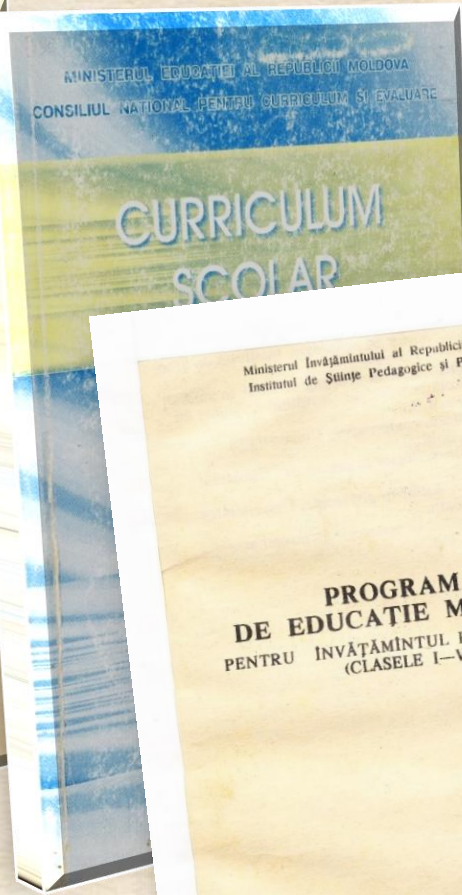 MINISTERUL EDUCAȚIEI AL REPUBLICII MOLDOVA
CONSILIUL NAȚIONAL PENTRU CURRICULUM ȘI EVALUARE
CURRICULUM
ȘCOLAR
Ministerul Învățămîntului al Republicii
Institutul de Științe Pedagogice și P
PROGRAM
DE EDUCAȚIE M
PENTRU ÎNVĂȚĂMÎNTUL
(CLASELE I—V